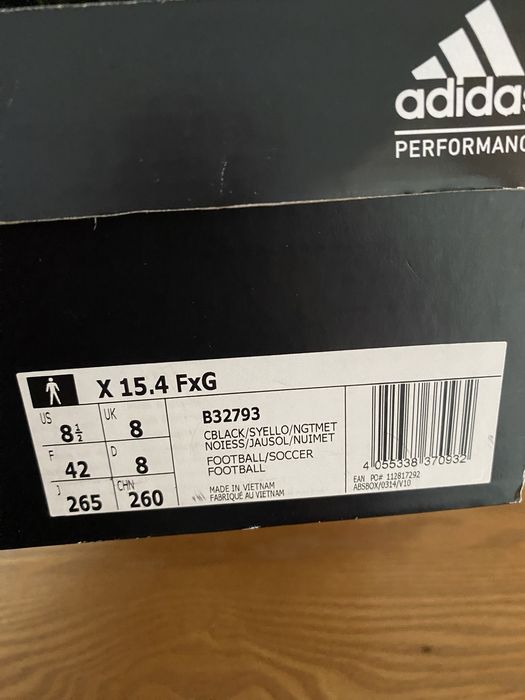 adidas
PERFORMANC
X 15.4 FxG
US 8½ UK 8
F 42 D 8
J 265 CHN 260
B32793
CBLACK/SYELLO/NGTMET
NOIESS/JAUSOL/NUIMET
FOOTBALL/SOCCER
FOOTBALL
MADE IN VIETNAM
FABRIQUÉ AU VIETNAM
4 055338 370932
EAN PO# 112817292
ABSBOX/0314/V10